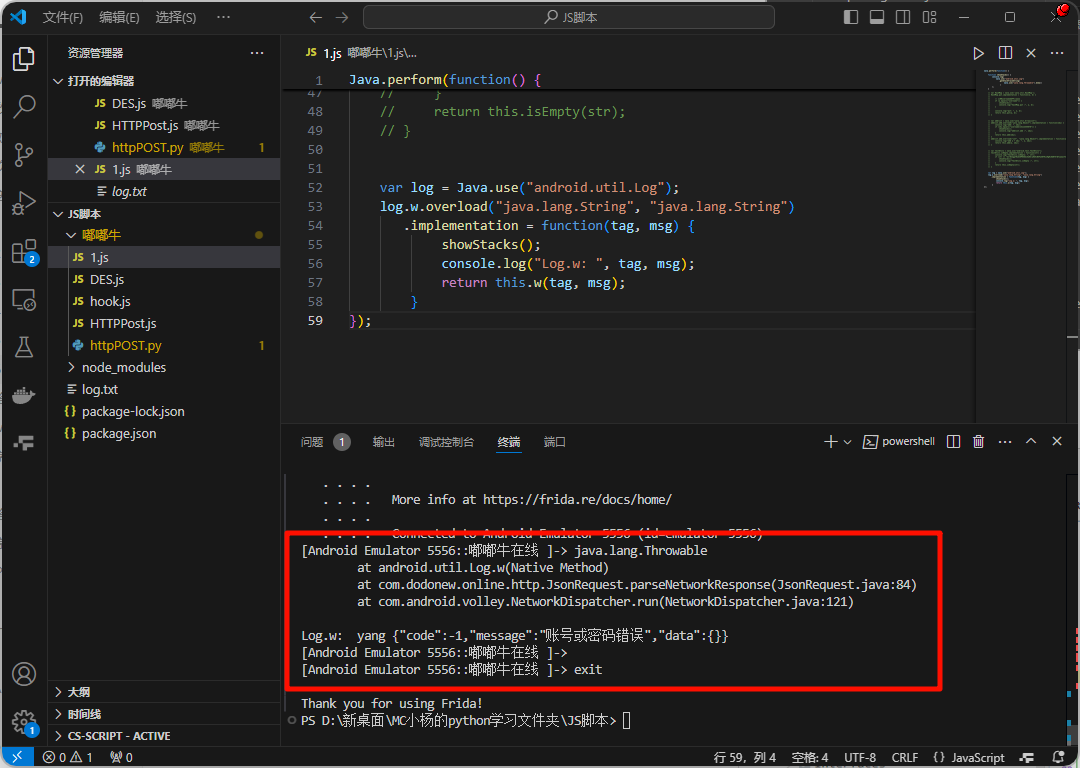 文件(F) 编辑(E) 选择(S) ··· JS脚本
资源管理器 ···
打开的编辑器
JS DES.js 嘟嘟牛
JS HTTPPost.js 嘟嘟牛
httpPOST.py 嘟嘟牛 1
JS 1.js 嘟嘟牛
log.txt
JS脚本
嘟嘟牛
JS 1.js
JS DES.js
JS hook.js
JS HTTPPost.js
httpPOST.py 1
node_modules
log.txt
{} package-lock.json
{} package.json
大纲
时间线
CS-SCRIPT - ACTIVE
2
1
JS 1.js 嘟嘟牛\1.js\...
1 Java.perform(function() {
47 // }
48 // return this.isEmpty(str);
49 // }
50
51
52 var log = Java.use("android.util.Log");
53 log.w.overload("java.lang.String", "java.lang.String")
54 .implementation = function(tag, msg) {
55 showStacks();
56 console.log("Log.w: ", tag, msg);
57 return this.w(tag, msg);
58 }
59 });
问题 1 输出 调试控制台 终端 端口 powershell
. . . .
. . . . More info at https://frida.re/docs/home/
. . . .
. . . . Connected to Android Emulator 5556 (id=emulator-5556)
[Android Emulator 5556::嘟嘟牛在线 ]-> java.lang.Throwable
at android.util.Log.w(Native Method)
at com.dodonew.online.http.JsonRequest.parseNetworkResponse(JsonRequest.java:84)
at com.android.volley.NetworkDispatcher.run(NetworkDispatcher.java:121)
Log.w: yang {"code":-1,"message":"账号或密码错误","data":{}}
[Android Emulator 5556::嘟嘟牛在线 ]->
[Android Emulator 5556::嘟嘟牛在线 ]-> exit
Thank you for using Frida!
PS D:\新桌面\MC小杨的python学习文件夹\JS脚本>
0 1 0 行 59，列 4 空格: 4 UTF-8 CRLF {} JavaScript